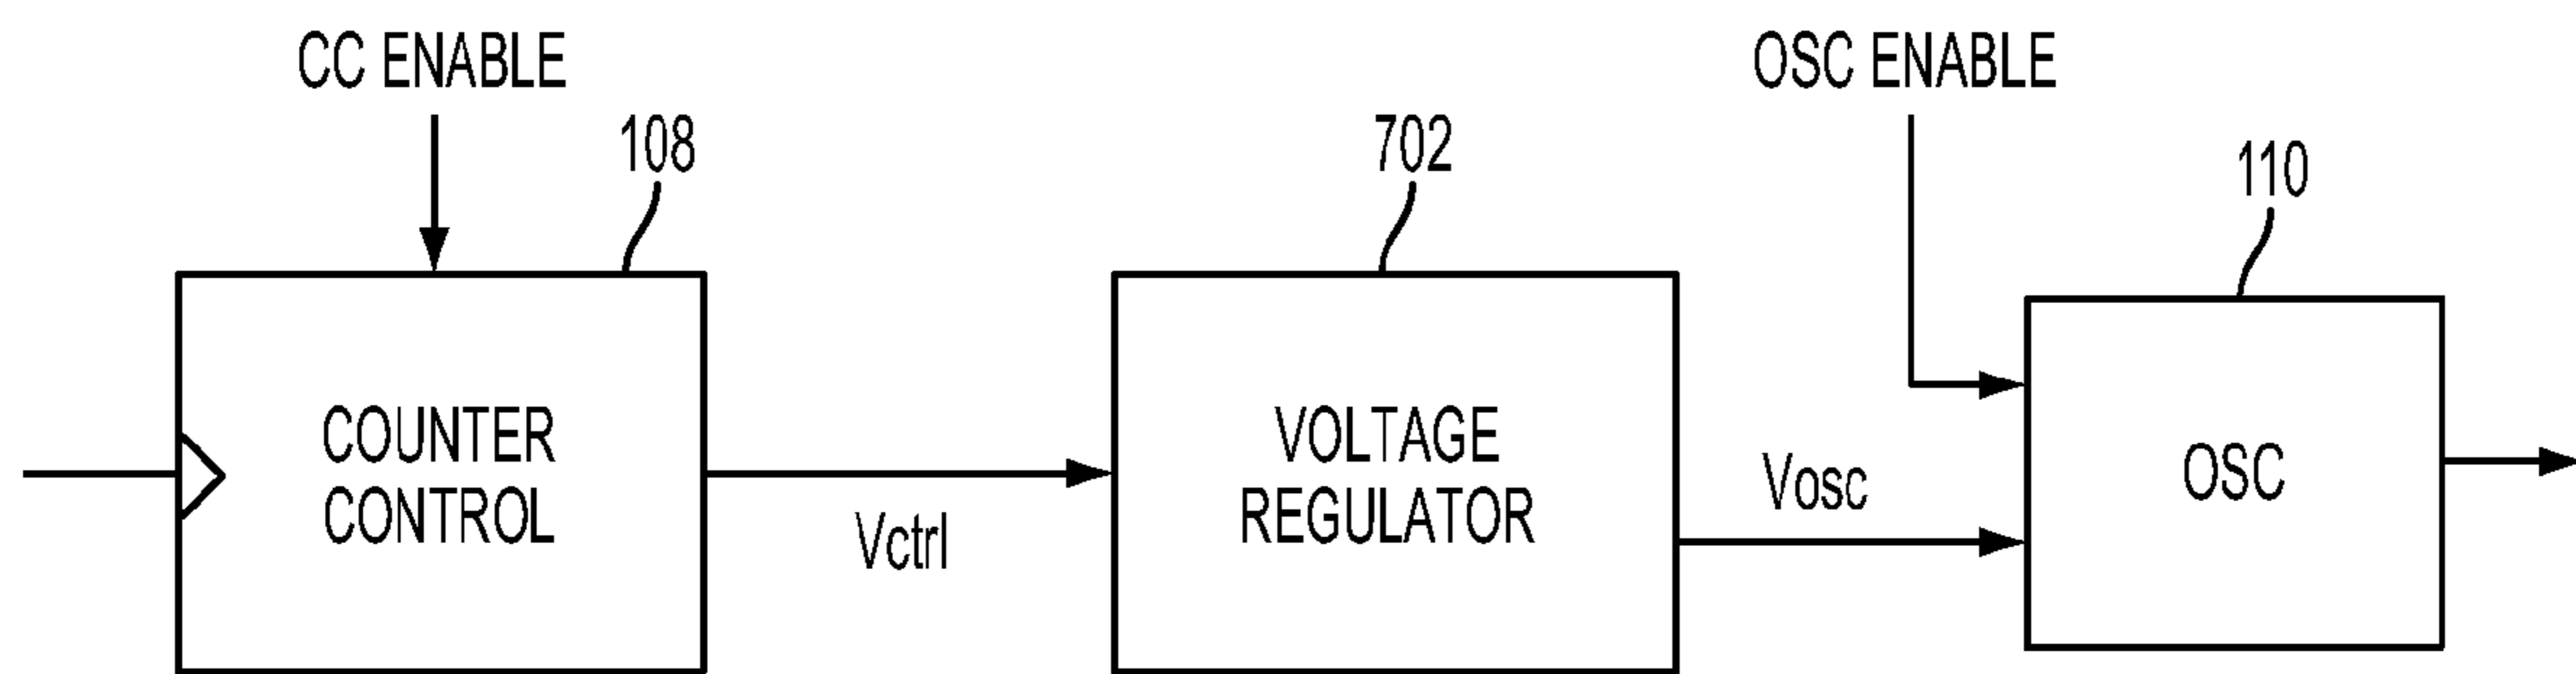 CC ENABLE
OSC ENABLE
108
702
110
COUNTER
CONTROL
Vctrl
VOLTAGE
REGULATOR
Vosc
OSC